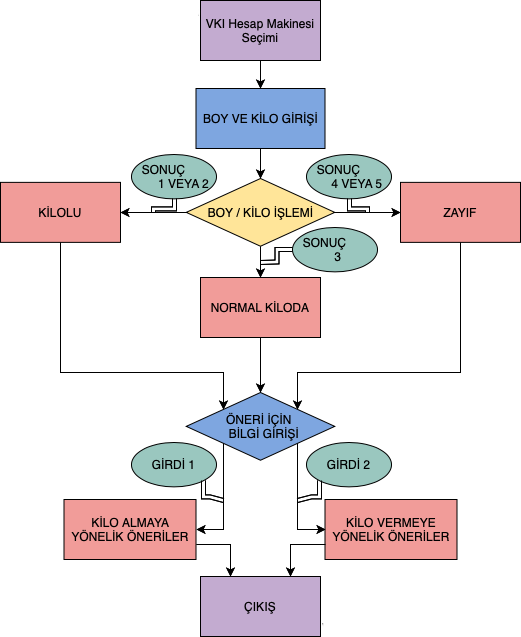 VKI Hesap Makinesi
Seçimi
BOY VE KİLO GİRİŞİ
SONUÇ
1 VEYA 2
SONUÇ
4 VEYA 5
KİLOLU
BOY / KİLO İŞLEMİ
ZAYIF
SONUÇ
3
NORMAL KİLODA
ÖNERİ İÇİN
BİLGİ GİRİŞİ
GİRDİ 1
GİRDİ 2
KİLO ALMAYA
YÖNELİK ÖNERİLER
KİLO VERMEYE
YÖNELİK ÖNERİLER
ÇIKIŞ